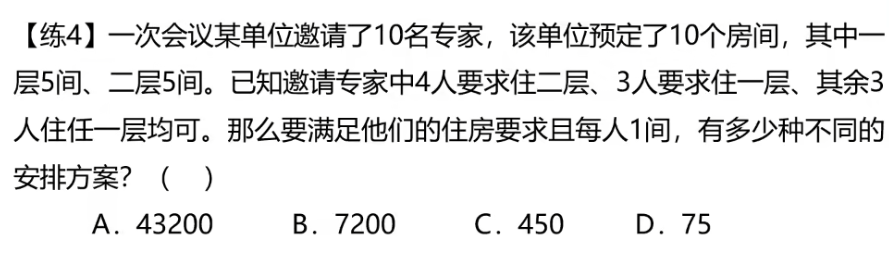 【练4】一次会议某单位邀请了10名专家，该单位预定了10个房间，其中一
层5间、二层5间。已知邀请专家中4人要求住二层、3人要求住一层、其余3
人住任一层均可。那么要满足他们的住房要求且每人1间，有多少种不同的
安排方案？（  ）
A．43200 B．7200 C．450 D．75